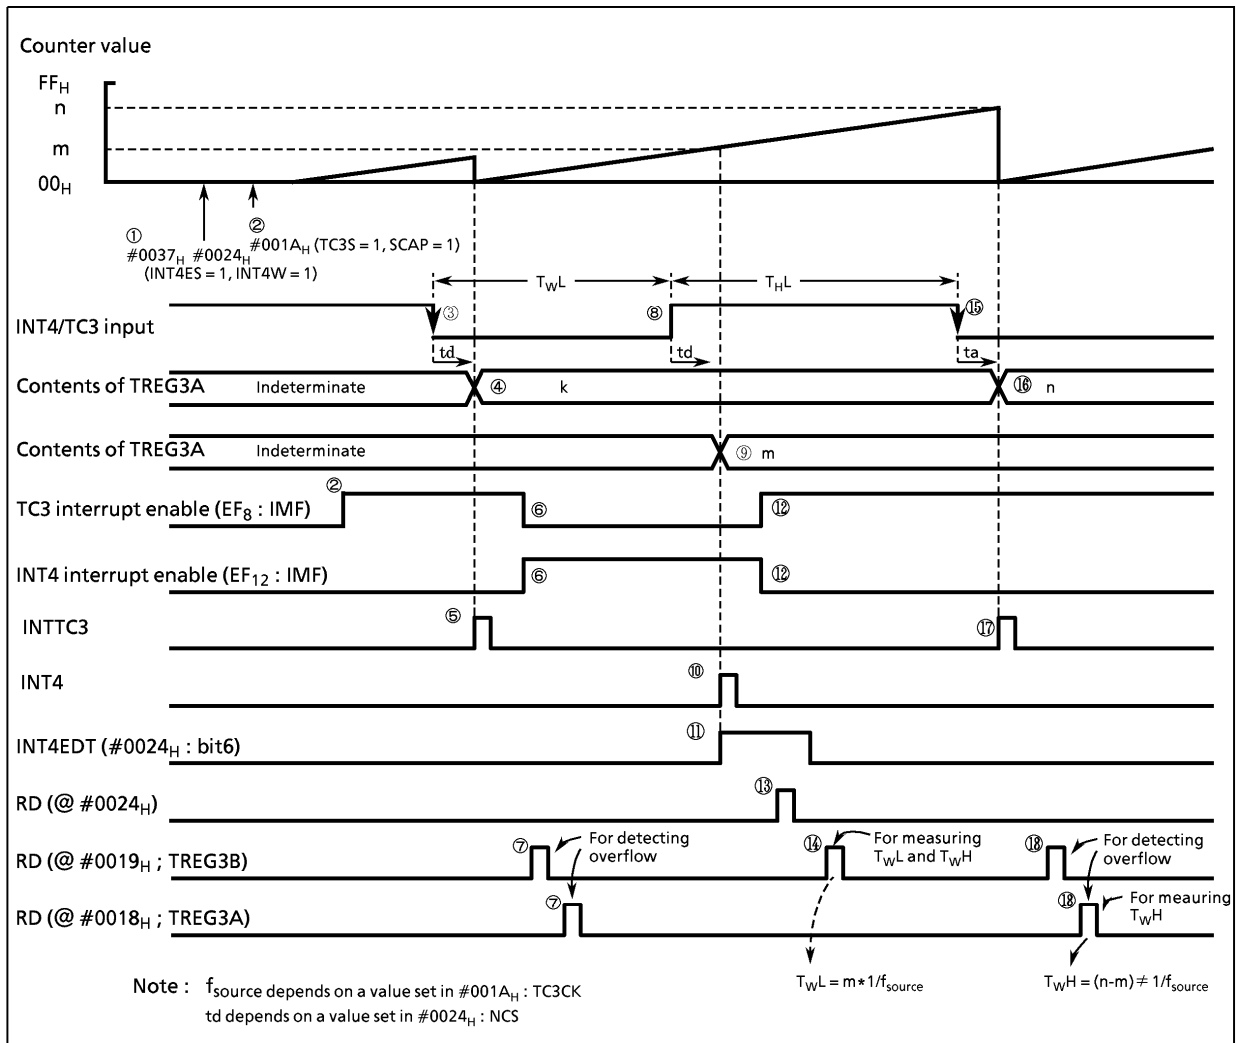 Counter value
FFH
n
m
00H
①
#0037H #0024H
(INT4ES = 1, INT4W = 1)
②
#001AH (TC3S = 1, SCAP = 1)
TWL
THL
INT4/TC3 input
③
⑧
⑮
td
td
ta
Contents of TREG3A
Indeterminate
④
k
⑯
n
Contents of TREG3A
Indeterminate
⑨
m
TC3 interrupt enable (EF8 : IMF)
②
⑥
⑫
INT4 interrupt enable (EF12 : IMF)
⑥
⑫
INTTC3
⑤
⑰
INT4
⑩
INT4EDT (#0024H : bit6)
⑪
RD (@ #0024H)
⑬
RD (@ #0019H ; TREG3B)
⑦
For detecting
overflow
⑭
For measuring
TWL and TWH
⑱
For detecting
overflow
RD (@ #0018H ; TREG3A)
⑦
⑱
For meauring
TWH
TWL = m*1/fsource
TWH = (n-m) ≠ 1/fsource
Note : fsource depends on a value set in #001AH : TC3CK
td depends on a value set in #0024H : NCS